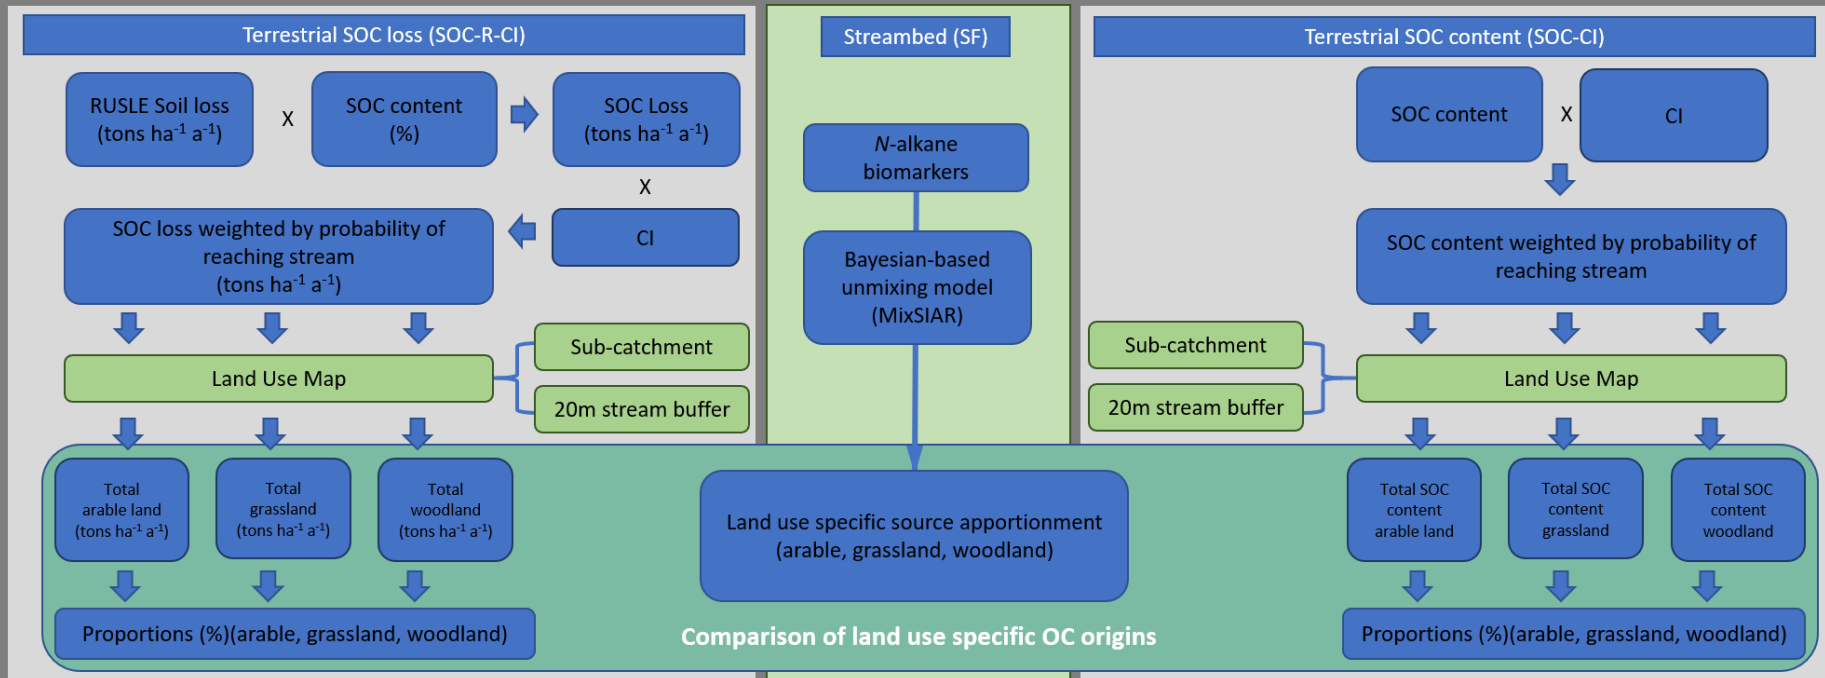 Terrestrial SOC loss (SOC-R-CI)
RUSLE Soil loss
(tons ha⁻¹ a⁻¹)
X
SOC content
(%)
SOC Loss
(tons ha⁻¹ a⁻¹)
X
CI
SOC loss weighted by probability of
reaching stream
(tons ha⁻¹ a⁻¹)
Land Use Map
Sub-catchment
20m stream buffer
Total
arable land
(tons ha⁻¹ a⁻¹)
Total
grassland
(tons ha⁻¹ a⁻¹)
Total
woodland
(tons ha⁻¹ a⁻¹)
Proportions (%)(arable, grassland, woodland)
Streambed (SF)
N-alkane
biomarkers
Bayesian-based
unmixing model
(MixSIAR)
Land use specific source apportionment
(arable, grassland, woodland)
Comparison of land use specific OC origins
Terrestrial SOC content (SOC-CI)
SOC content
X
CI
SOC content weighted by probability of
reaching stream
Sub-catchment
20m stream buffer
Land Use Map
Total SOC
content
arable land
Total SOC
content
grassland
Total SOC
content
woodland
Proportions (%)(arable, grassland, woodland)